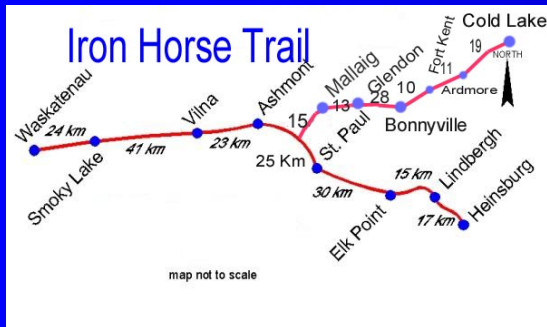 Iron Horse Trail
Cold Lake
NORTH
19
Fort Kent
11
Ardmore
10
Bonnyville
28
Glendon
13
Mallaig
15
Ashmont
Vilna
Waskatenau
24 km
Smoky Lake
41 km
23 km
25 Km
St. Paul
30 km
Elk Point
15 km
Lindbergh
17 km
Heinsburg
map not to scale